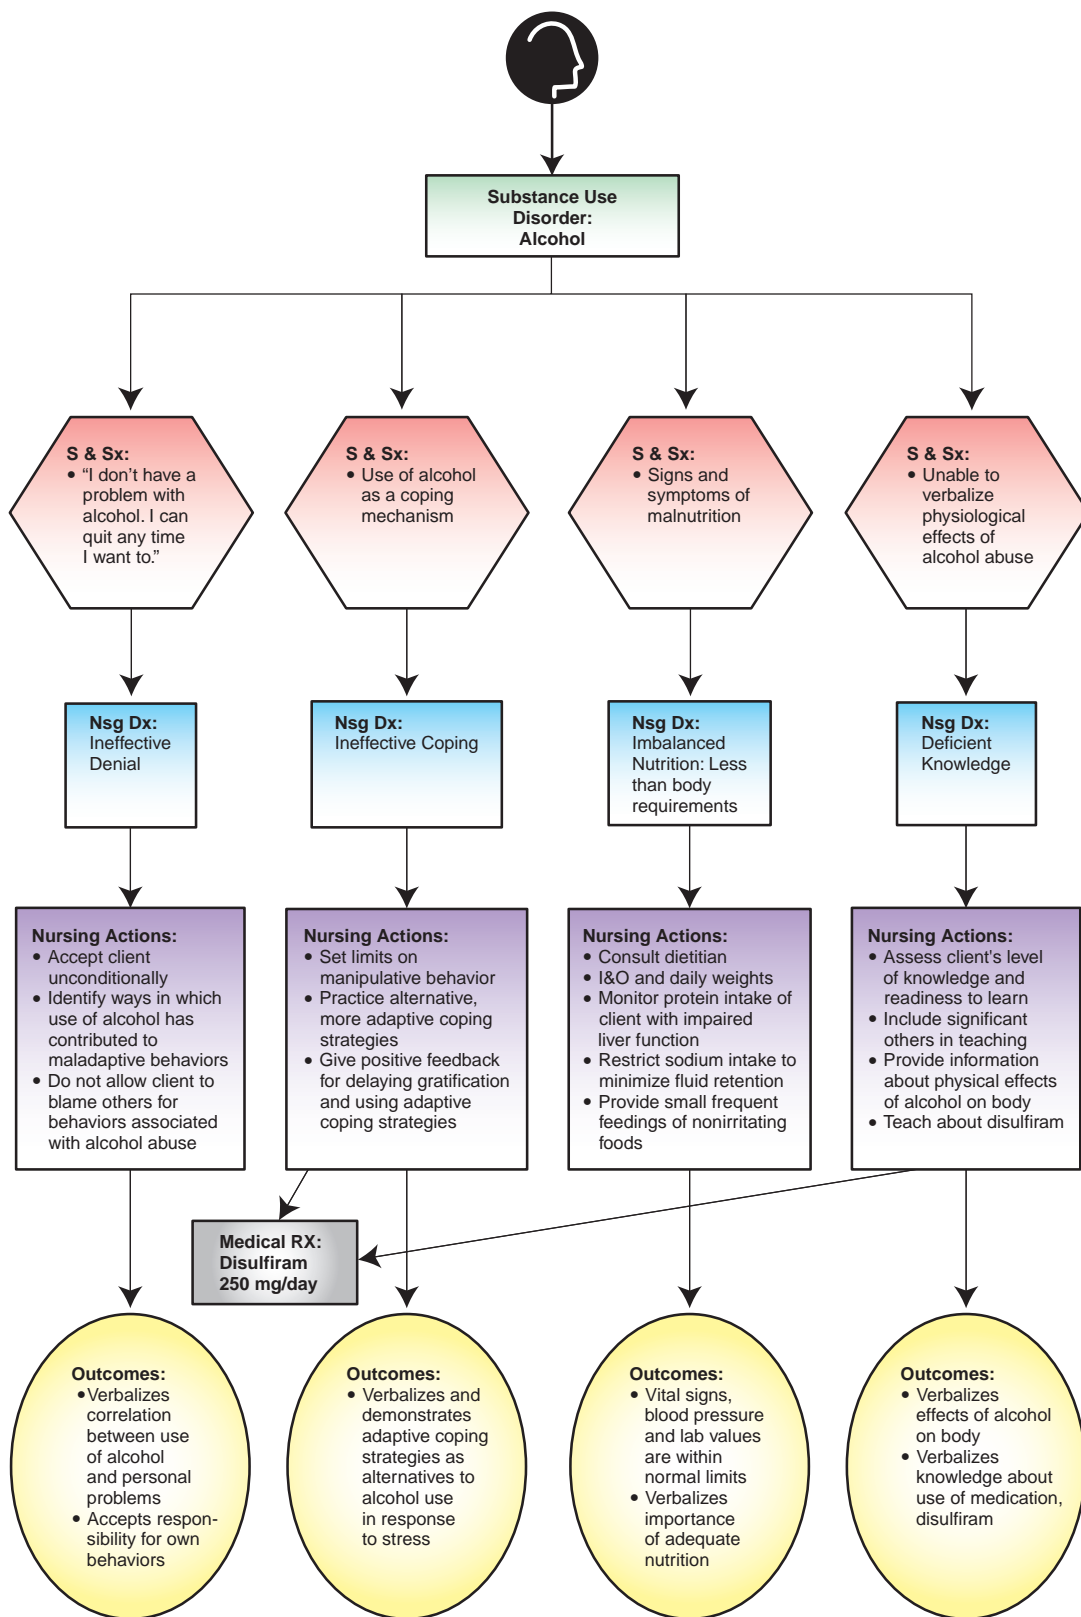 Substance Use
Disorder:
Alcohol
S & Sx:
• “I don’t have a
problem with
alcohol. I can
quit any time
I want to.”
S & Sx:
• Use of alcohol
as a coping
mechanism
S & Sx:
• Signs and
symptoms of
malnutrition
S & Sx:
• Unable to
verbalize
physiological
effects of
alcohol abuse
Nsg Dx:
Ineffective
Denial
Nsg Dx:
Ineffective Coping
Nsg Dx:
Imbalanced
Nutrition: Less
than body
requirements
Nsg Dx:
Deficient
Knowledge
Nursing Actions:
• Accept client
unconditionally
• Identify ways in which
use of alcohol has
contributed to
maladaptive behaviors
• Do not allow client to
blame others for
behaviors associated
with alcohol abuse
Nursing Actions:
• Set limits on
manipulative behavior
• Practice alternative,
more adaptive coping
strategies
• Give positive feedback
for delaying gratification
and using adaptive
coping strategies
Nursing Actions:
• Consult dietitian
• I&O and daily weights
• Monitor protein intake of
client with impaired
liver function
• Restrict sodium intake to
minimize fluid retention
• Provide small frequent
feedings of nonirritating
foods
Nursing Actions:
• Assess client's level
of knowledge and
readiness to learn
• Include significant
others in teaching
• Provide information
about physical effects
of alcohol on body
• Teach about disulfiram
Medical RX:
Disulfiram
250 mg/day
Outcomes:
• Verbalizes
correlation
between use
of alcohol
and personal
problems
• Accepts respon-
sibility for own
behaviors
Outcomes:
• Verbalizes and
demonstrates
adaptive coping
strategies as
alternatives to
alcohol use
in response
to stress
Outcomes:
• Vital signs,
blood pressure
and lab values
are within
normal limits
• Verbalizes
importance
of adequate
nutrition
Outcomes:
• Verbalizes
effects of alcohol
on body
• Verbalizes
knowledge about
use of medication,
disulfiram